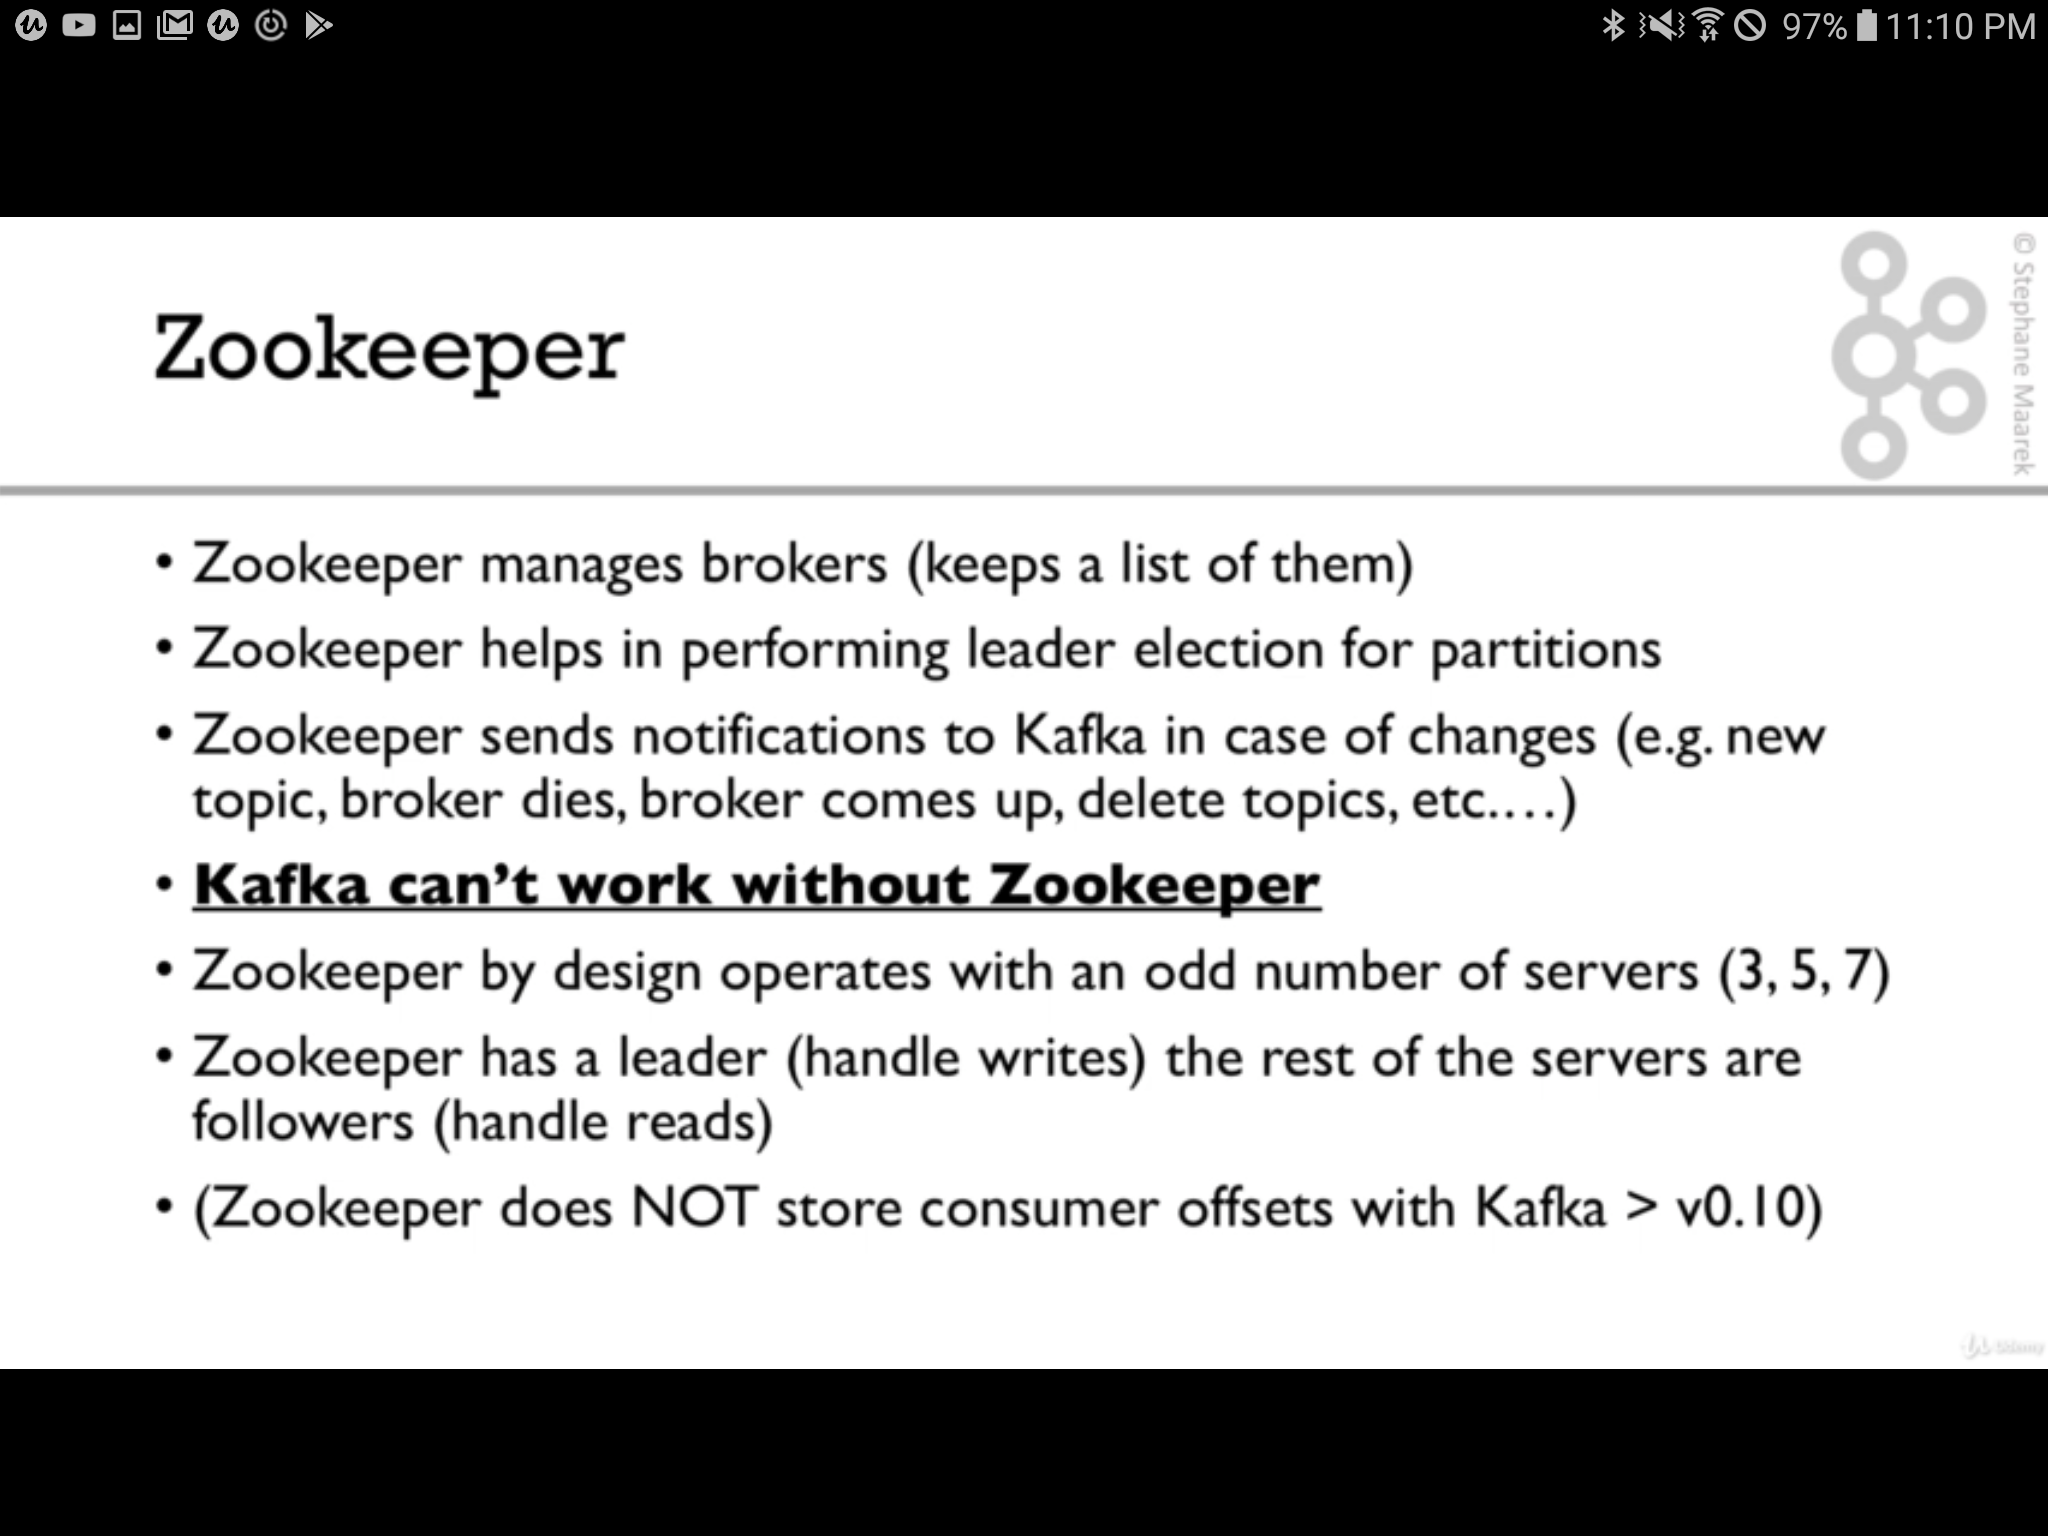 97% 11:10 PM
Zookeeper
© Stephane Maarek
• Zookeeper manages brokers (keeps a list of them)
• Zookeeper helps in performing leader election for partitions
• Zookeeper sends notifications to Kafka in case of changes (e.g. new
topic, broker dies, broker comes up, delete topics, etc.…)
• Kafka can’t work without Zookeeper
• Zookeeper by design operates with an odd number of servers (3, 5, 7)
• Zookeeper has a leader (handle writes) the rest of the servers are
followers (handle reads)
• (Zookeeper does NOT store consumer offsets with Kafka > v0.10)
Udemy